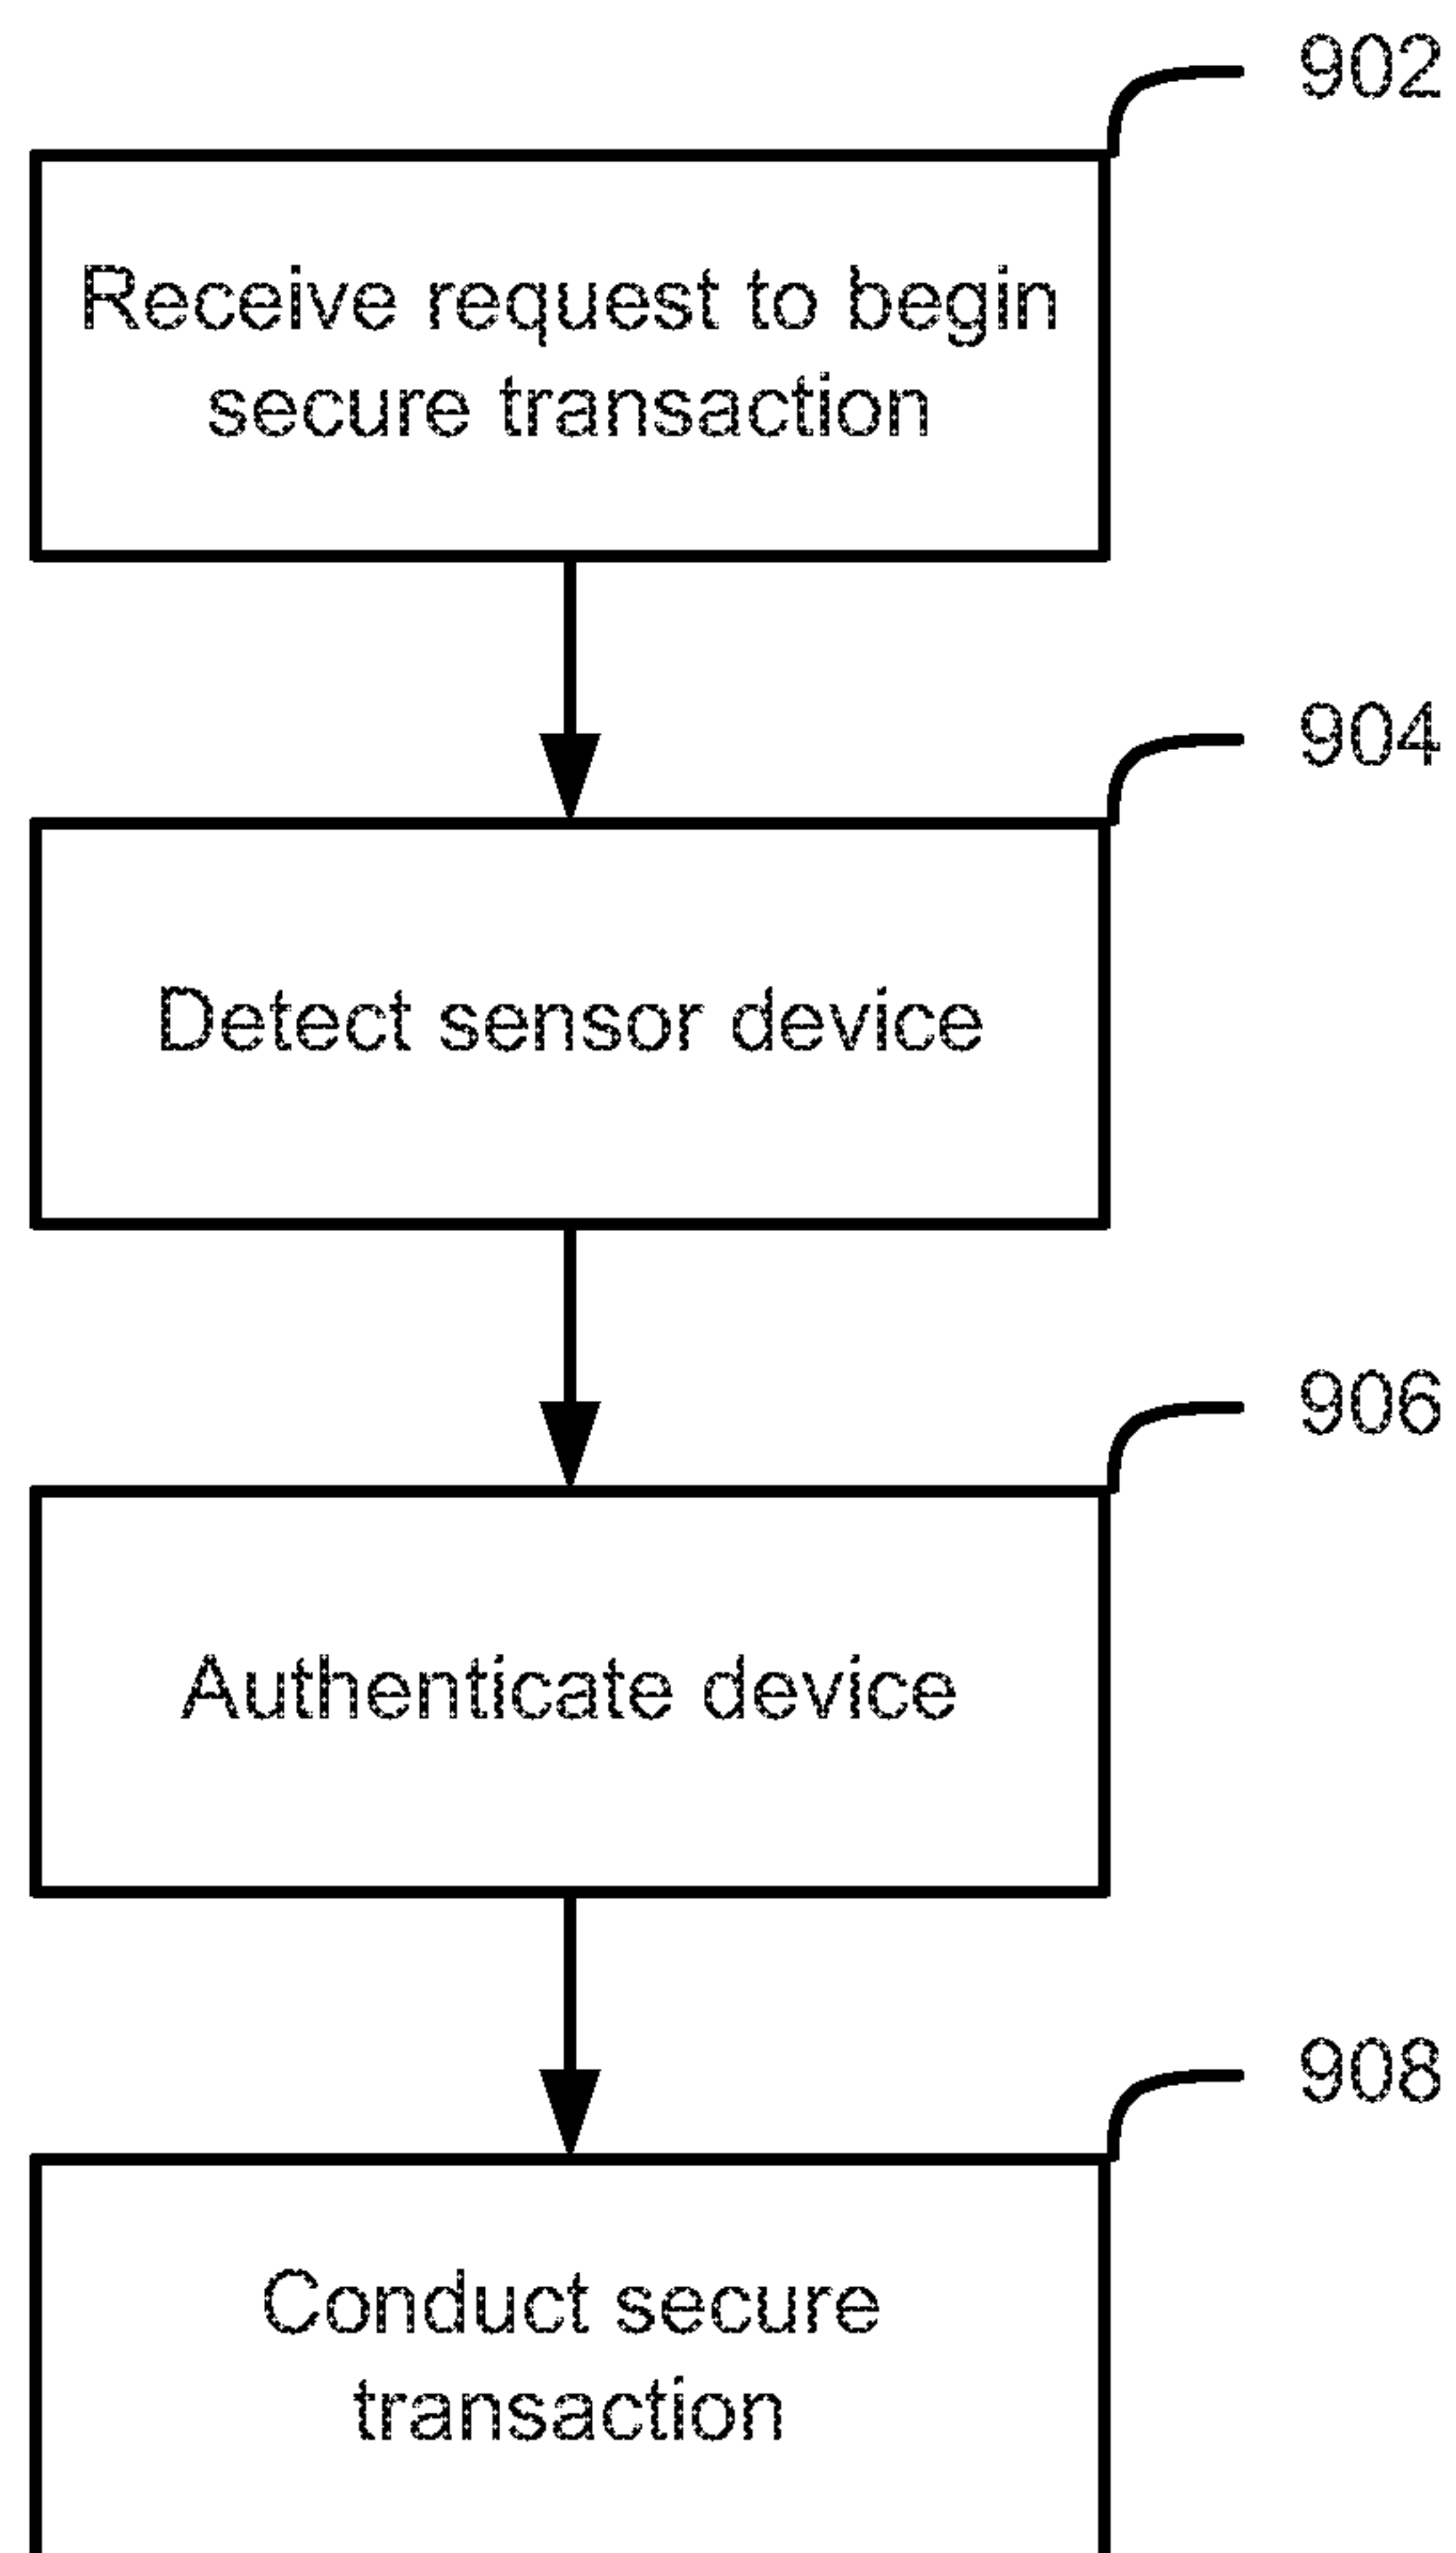 902
Receive request to begin
secure transaction
904
Detect sensor device
906
Authenticate device
908
Conduct secure
transaction